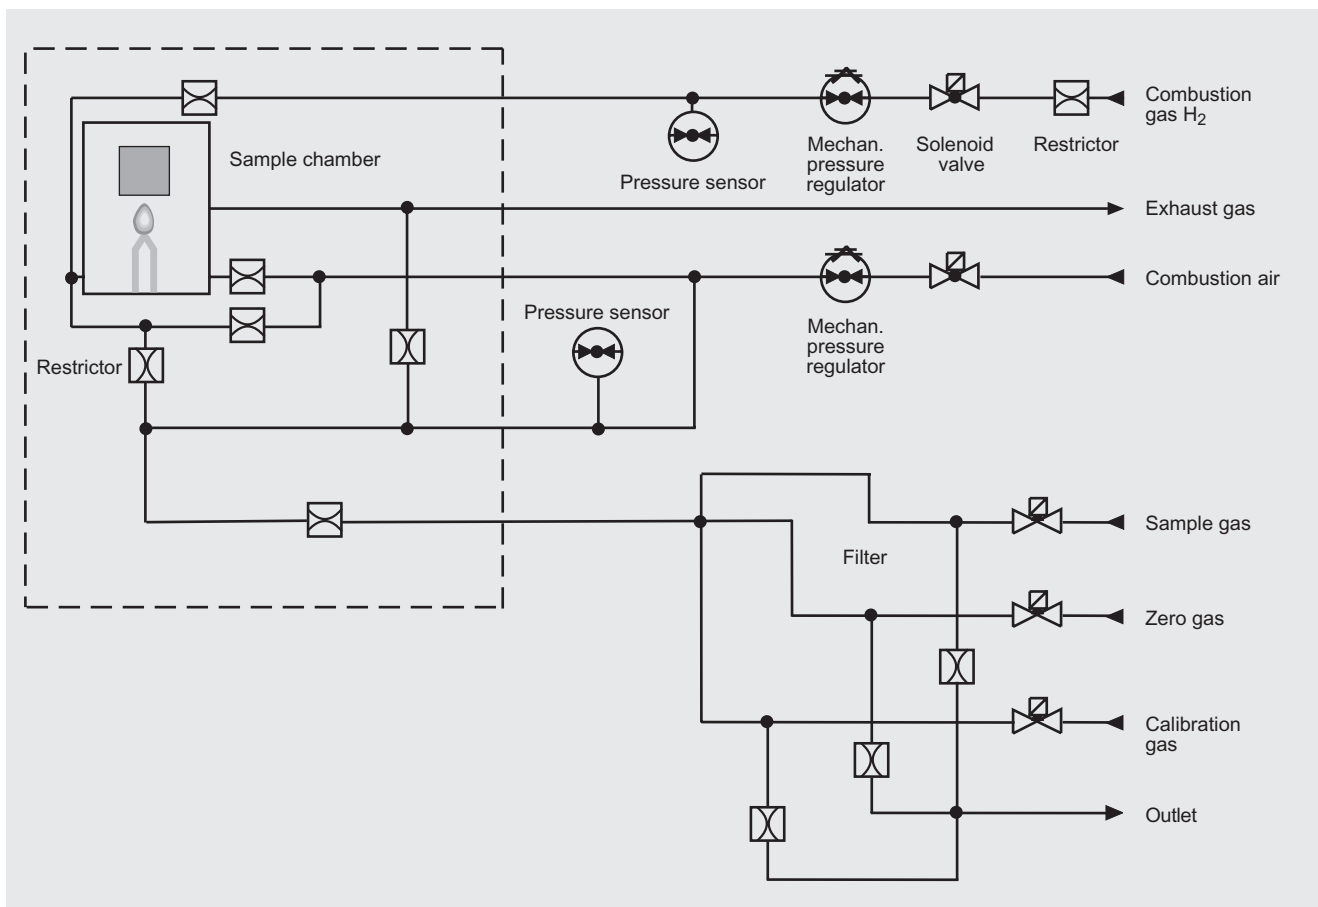 Combustion
gas H2
Mechan.
pressure
regulator
Solenoid
valve
Restrictor
Sample chamber
Pressure sensor
Exhaust gas
Combustion air
Pressure sensor
Mechan.
pressure
regulator
Restrictor
Sample gas
Filter
Zero gas
Calibration
gas
Outlet